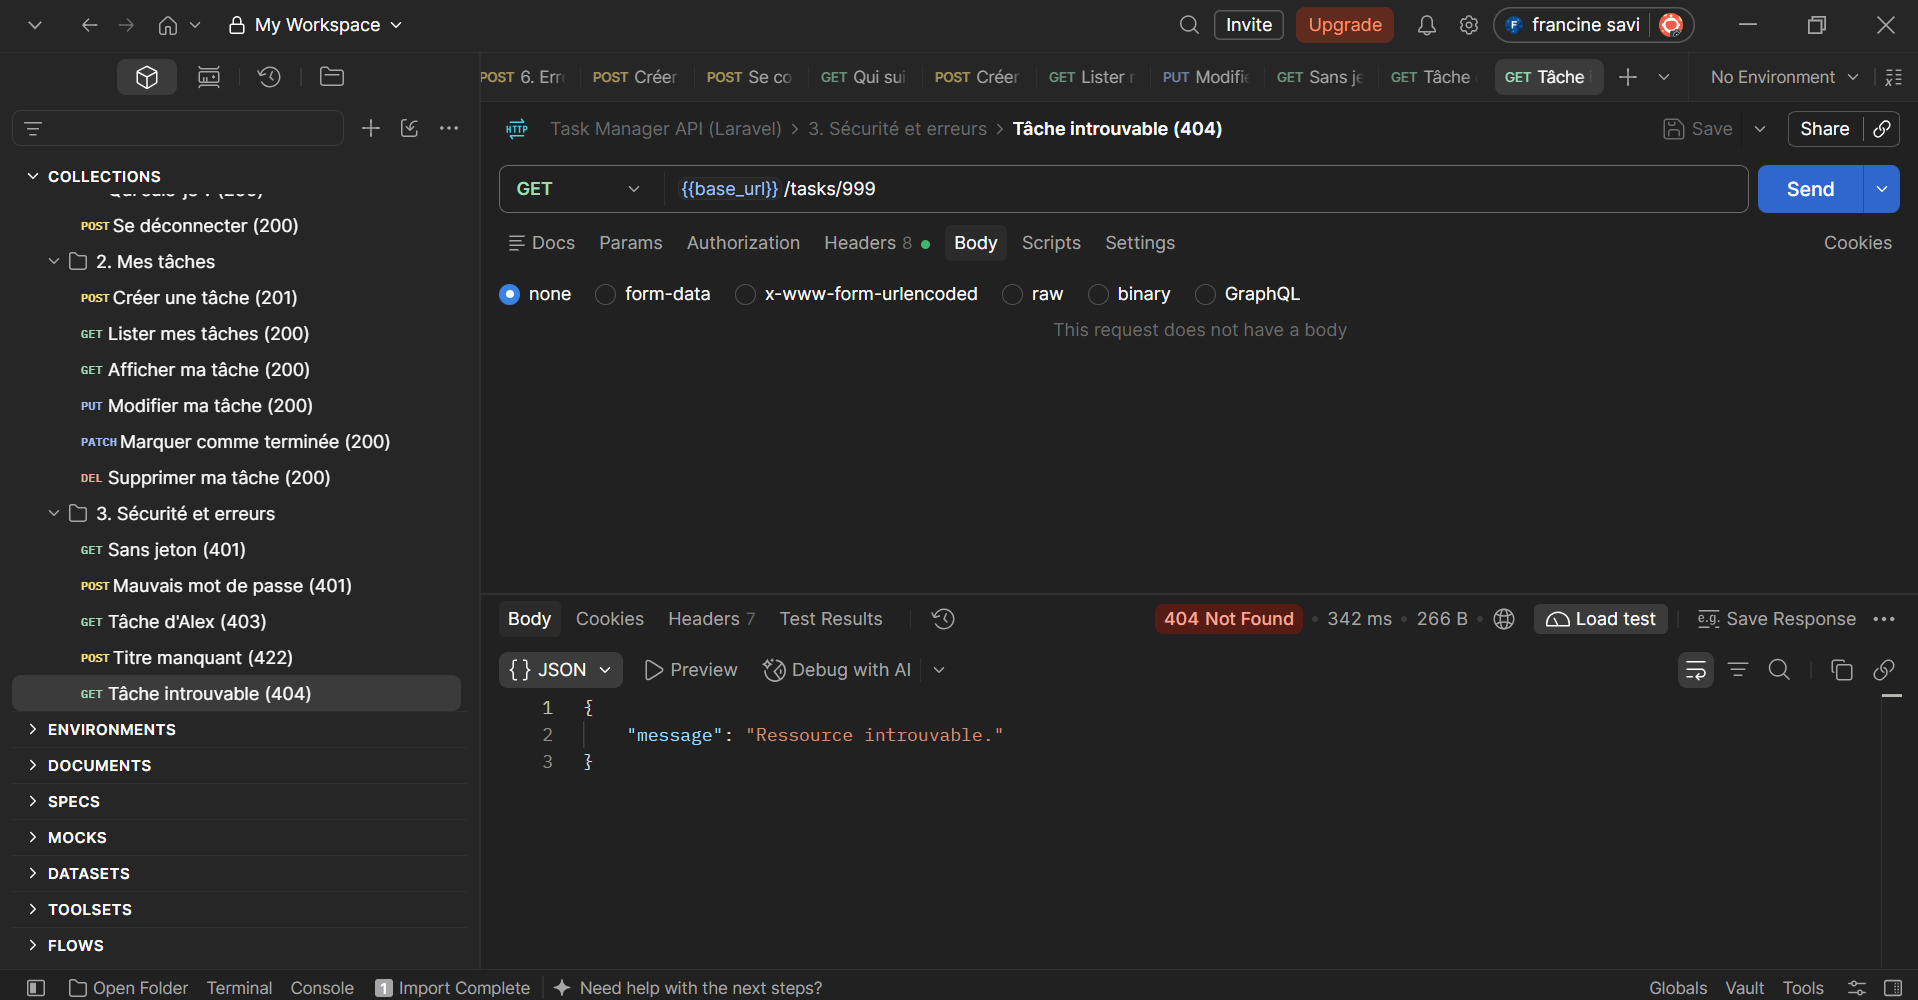 My Workspace
Invite
Upgrade
F francine savi
POST 6. Err
POST Créer
POST Se co
GET Qui sui
POST Créer
GET Lister
PUT Modifi
GET Sans je
GET Tâche
GET Tâche
No Environment
HTTP Task Manager API (Laravel) > 3. Sécurité et erreurs > Tâche introuvable (404)
Save
Share
COLLECTIONS
POST Se déconnecter (200)
2. Mes tâches
POST Créer une tâche (201)
GET Lister mes tâches (200)
GET Afficher ma tâche (200)
PUT Modifier ma tâche (200)
PATCH Marquer comme terminée (200)
DEL Supprimer ma tâche (200)
3. Sécurité et erreurs
GET Sans jeton (401)
POST Mauvais mot de passe (401)
GET Tâche d'Alex (403)
POST Titre manquant (422)
GET Tâche introuvable (404)
ENVIRONMENTS
DOCUMENTS
SPECS
MOCKS
DATASETS
TOOLSETS
FLOWS
GET {{base_url}} /tasks/999
Send
Docs Params Authorization Headers 8 Body Scripts Settings
Cookies
none form-data x-www-form-urlencoded raw binary GraphQL
This request does not have a body
Body Cookies Headers 7 Test Results
404 Not Found • 342 ms • 266 B
Load test
e.g. Save Response
{} JSON Preview Debug with AI
1 {
2 "message": "Ressource introuvable."
3 }
Open Folder Terminal Console 1 Import Complete Need help with the next steps?
Globals Vault Tools